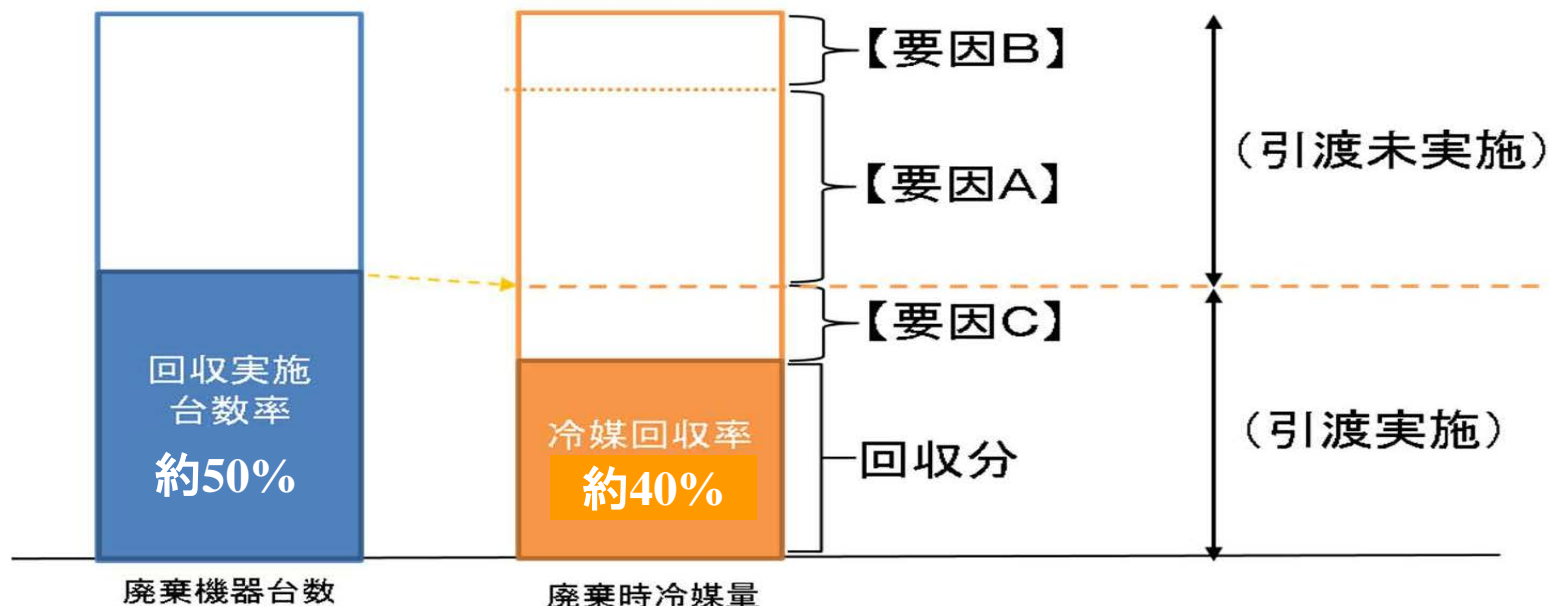 【要因B】
(引渡未実施)
【要因A】
【要因C】
回収実施
台数率
約50%
冷媒回収率
約40%
回収分
(引渡実施)
廃棄機器台数
廃棄時冷媒量